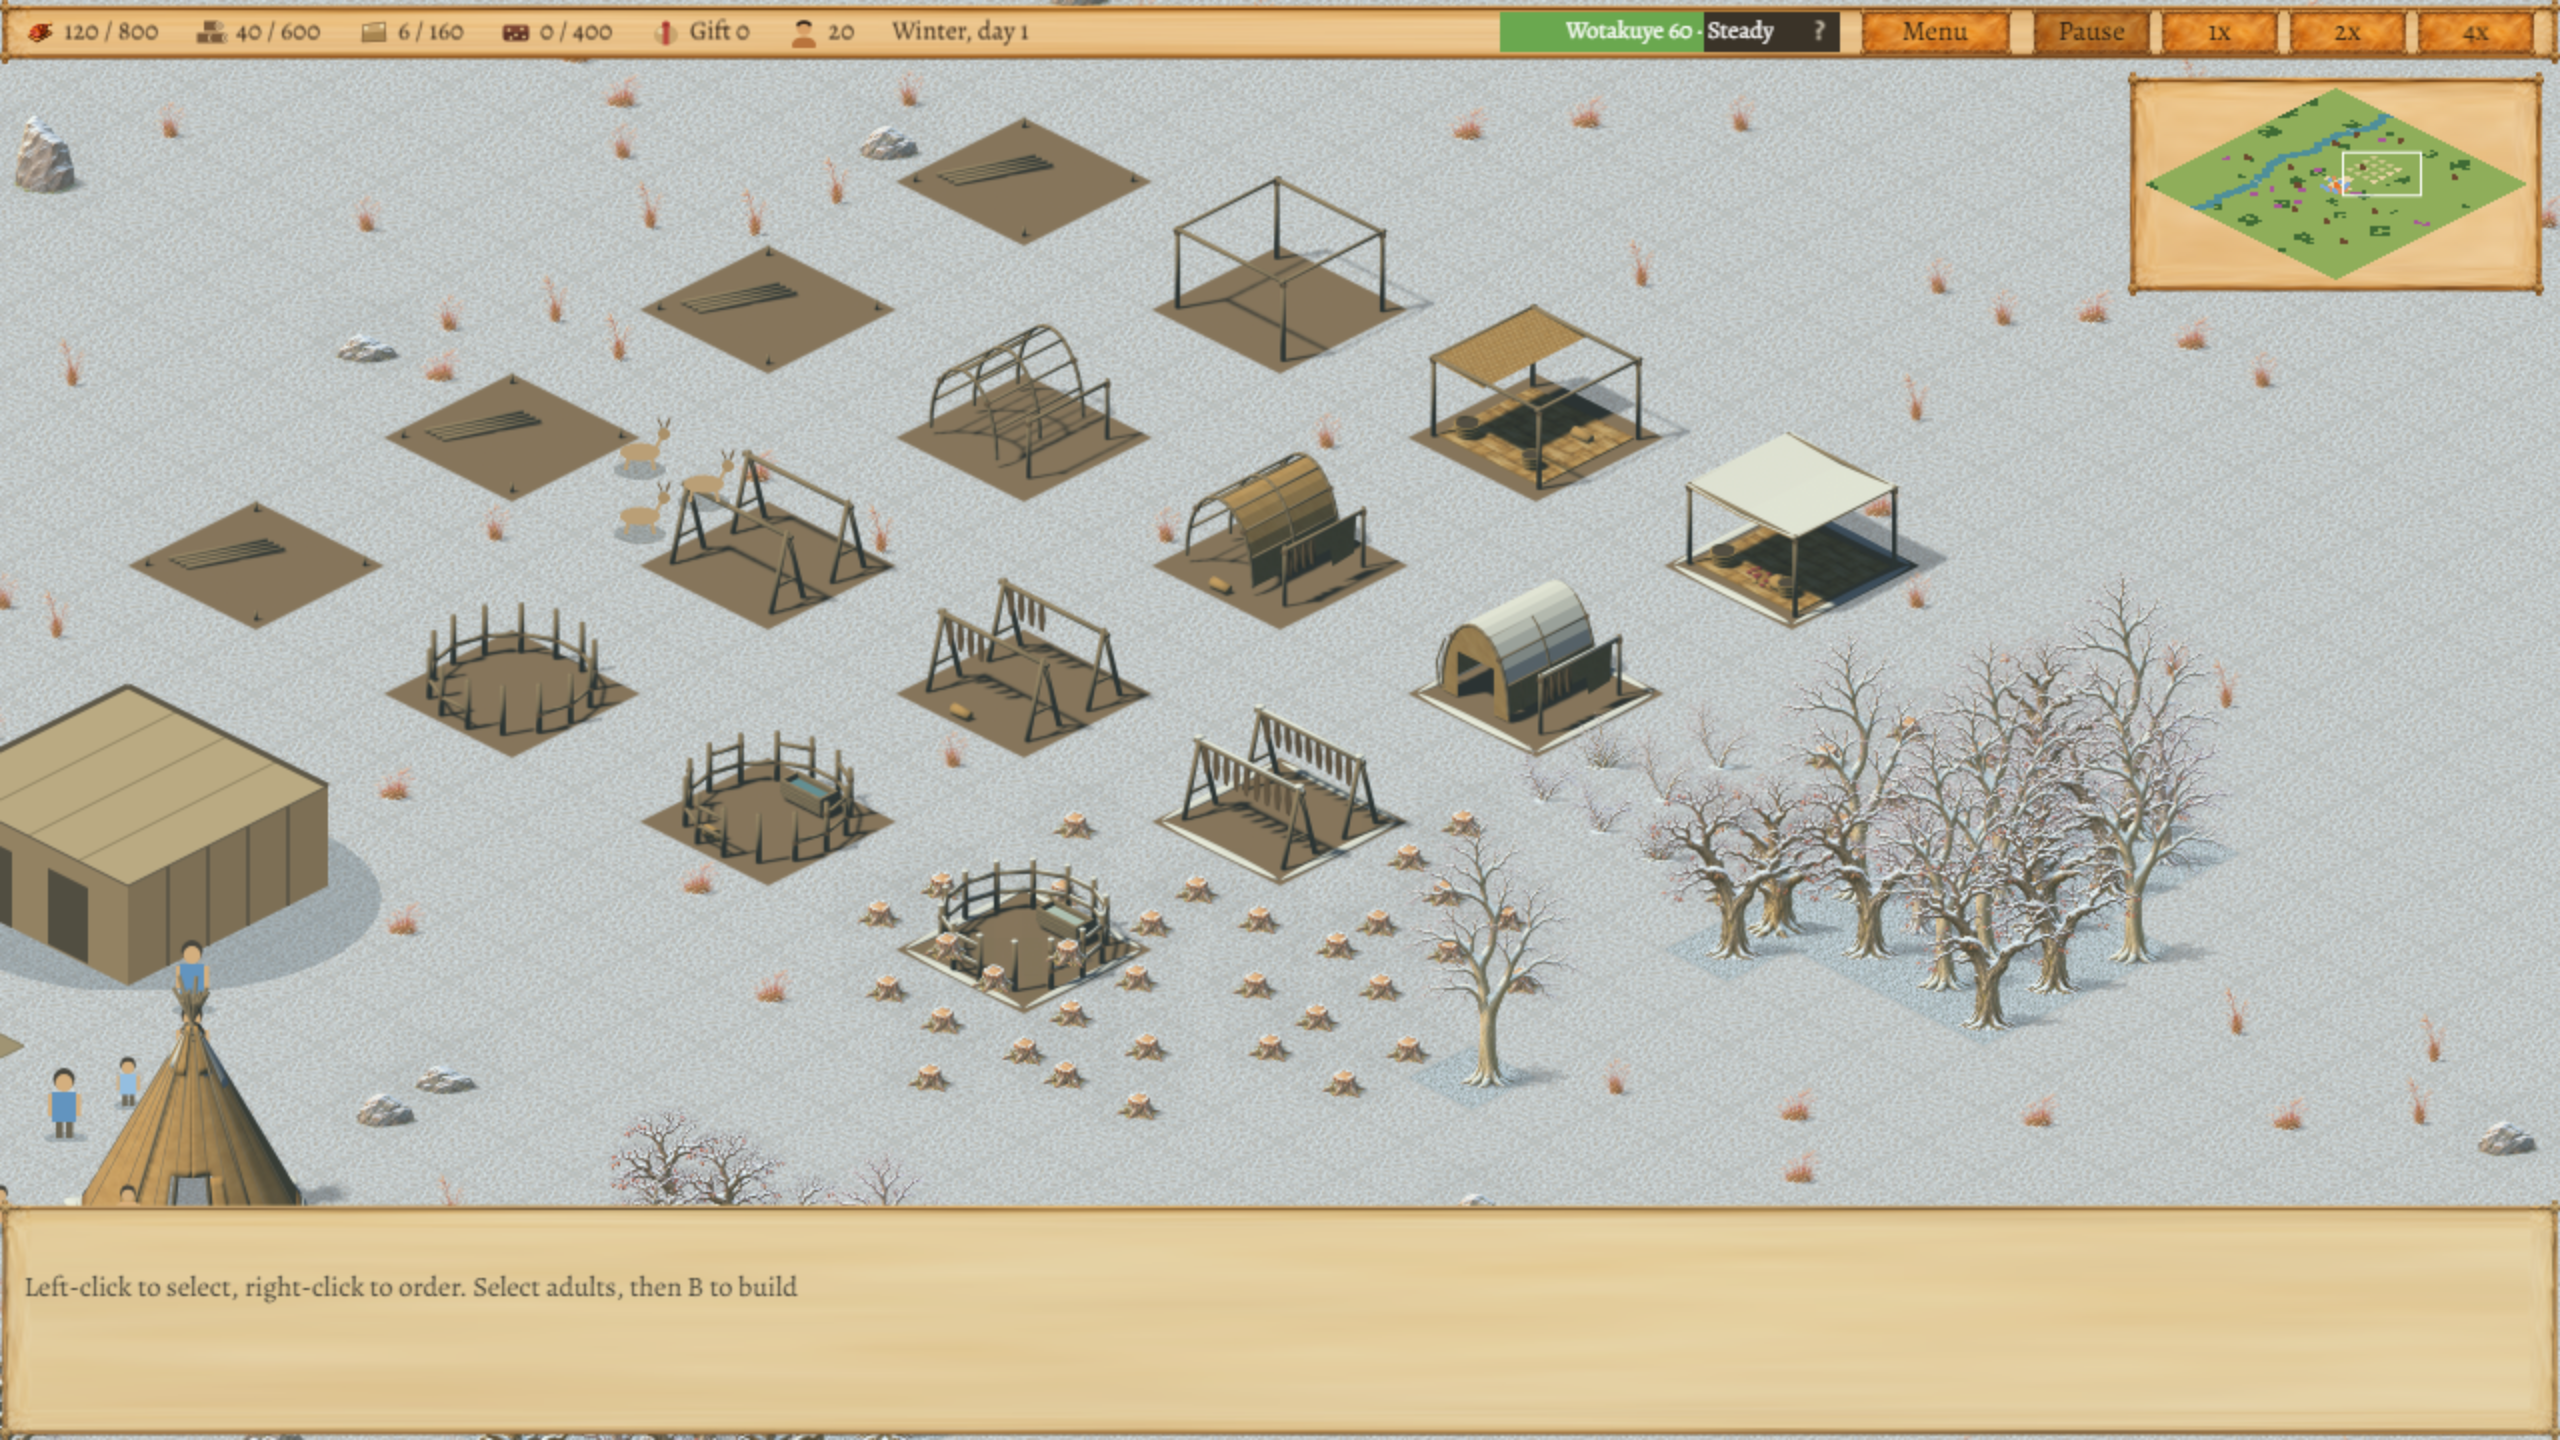 120 / 800 40 / 600 6 / 160 0 / 400 Gift 0 20 Winter, day 1 Wotakuye 60 · Steady ? Menu Pause 1x 2x 4x
Left-click to select, right-click to order. Select adults, then B to build